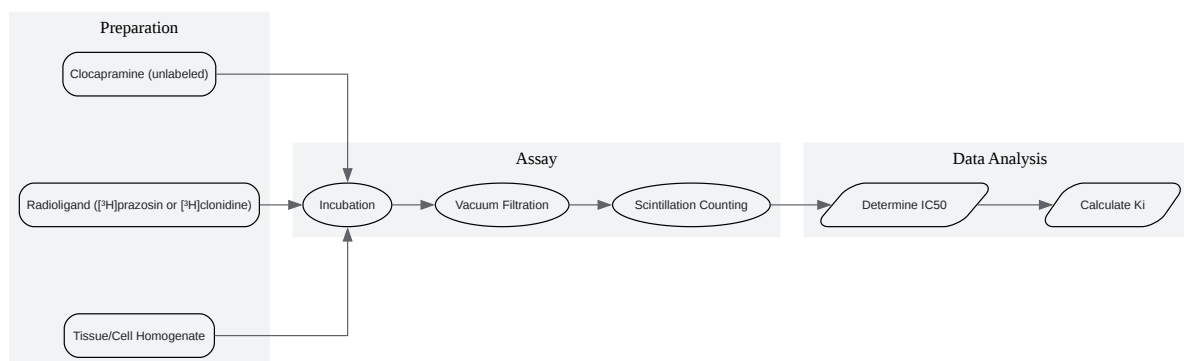 Preparation
Clocapramine (unlabeled)
Radioligand ([³H]prazosin or [³H]clonidine)
Tissue/Cell Homogenate
Assay
Incubation
Vacuum Filtration
Scintillation Counting
Data Analysis
Determine IC50
Calculate Ki